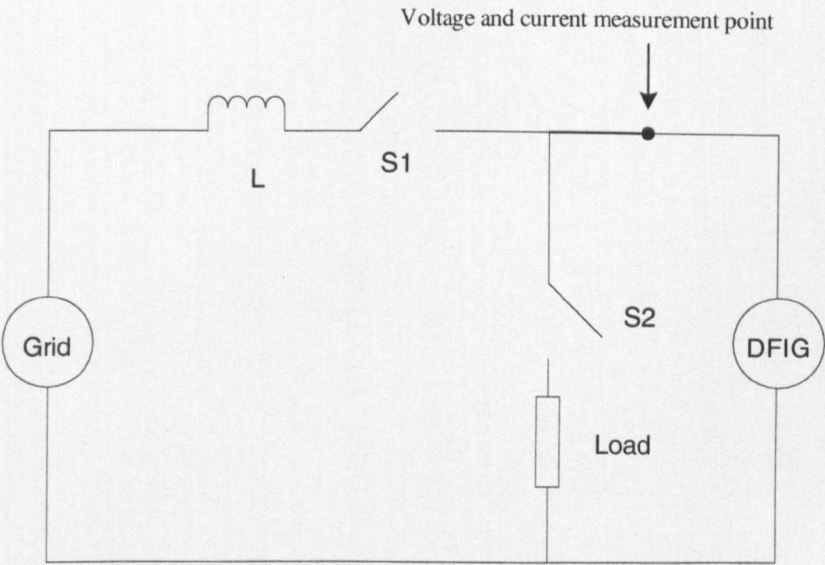 Voltage and current measurement point
L
S1
S2
Grid
DFIG
Load